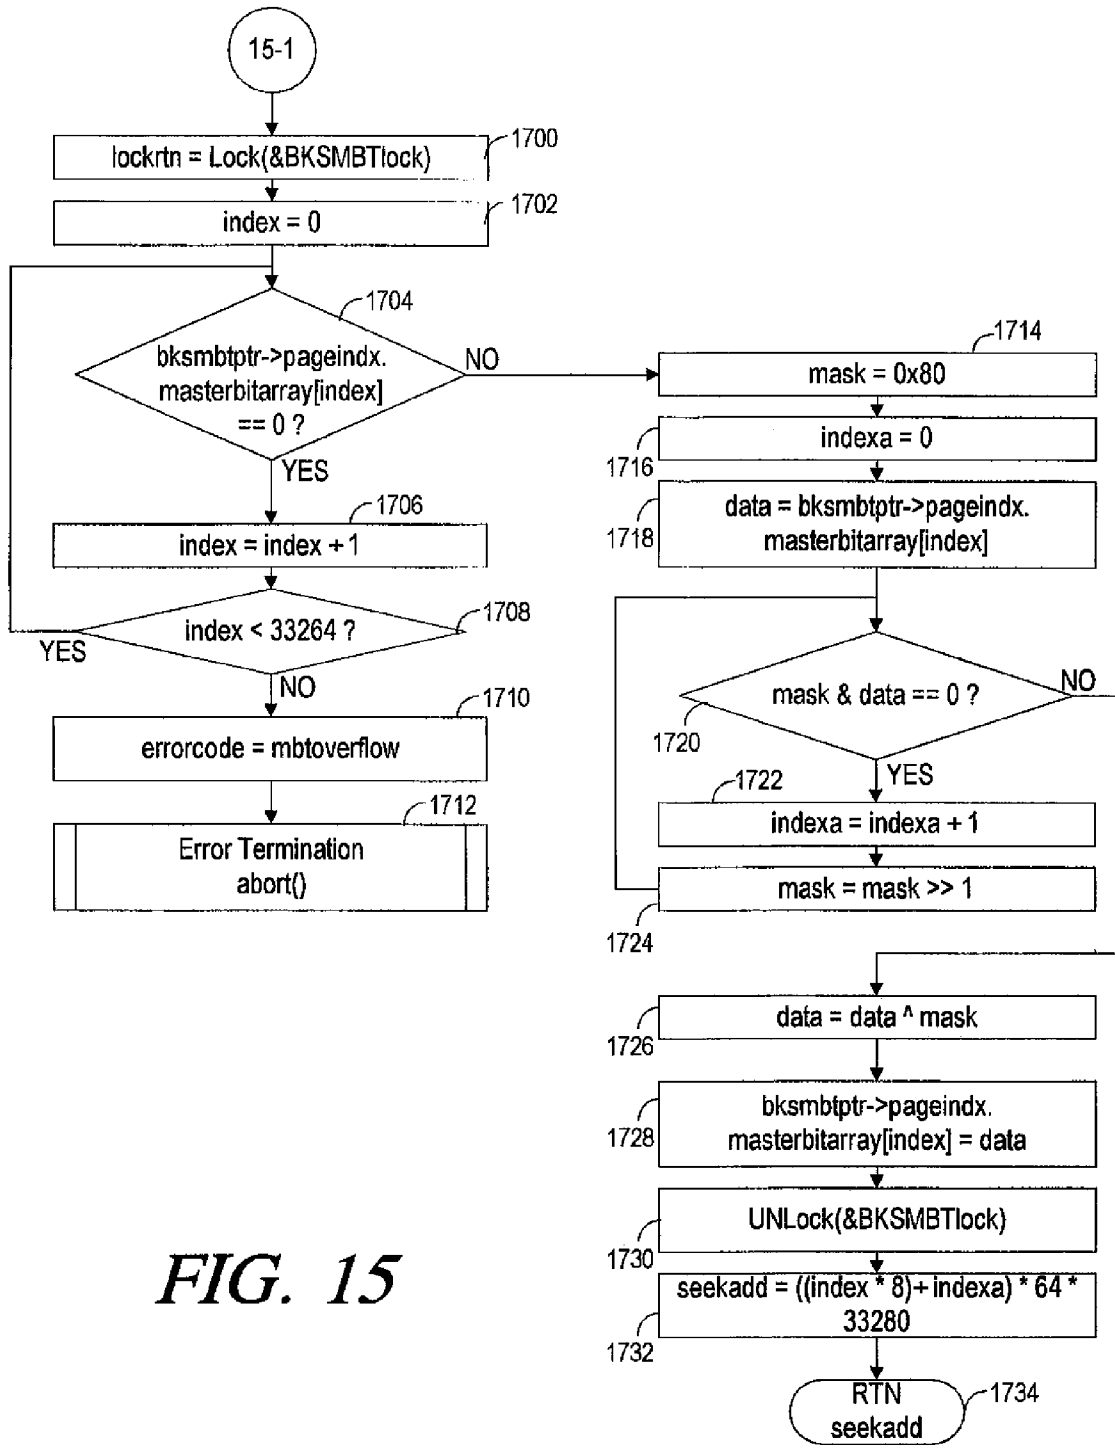 15-1
1700
lockrtn = Lock(&BKSMBTlock)
1702
index = 0
1704
bksmbtptr->pageindx.
masterbitarray[index]
== 0 ?
NO
YES
1706
index = index + 1
1708
index < 33264 ?
YES
NO
1710
errorcode = mbtoverflow
1712
Error Termination
abort()
1714
mask = 0x80
1716
indexa = 0
1718
data = bksmbtptr->pageindx.
masterbitarray[index]
1720
mask & data == 0 ?
NO
YES
1722
indexa = indexa + 1
1724
mask = mask >> 1
1726
data = data ^ mask
1728
bksmbtptr->pageindx.
masterbitarray[index] = data
1730
UNLock(&BKSMBTlock)
1732
seekadd = ((index * 8)+ indexa) * 64 *
33280
1734
RTN
seekadd
FIG. 15